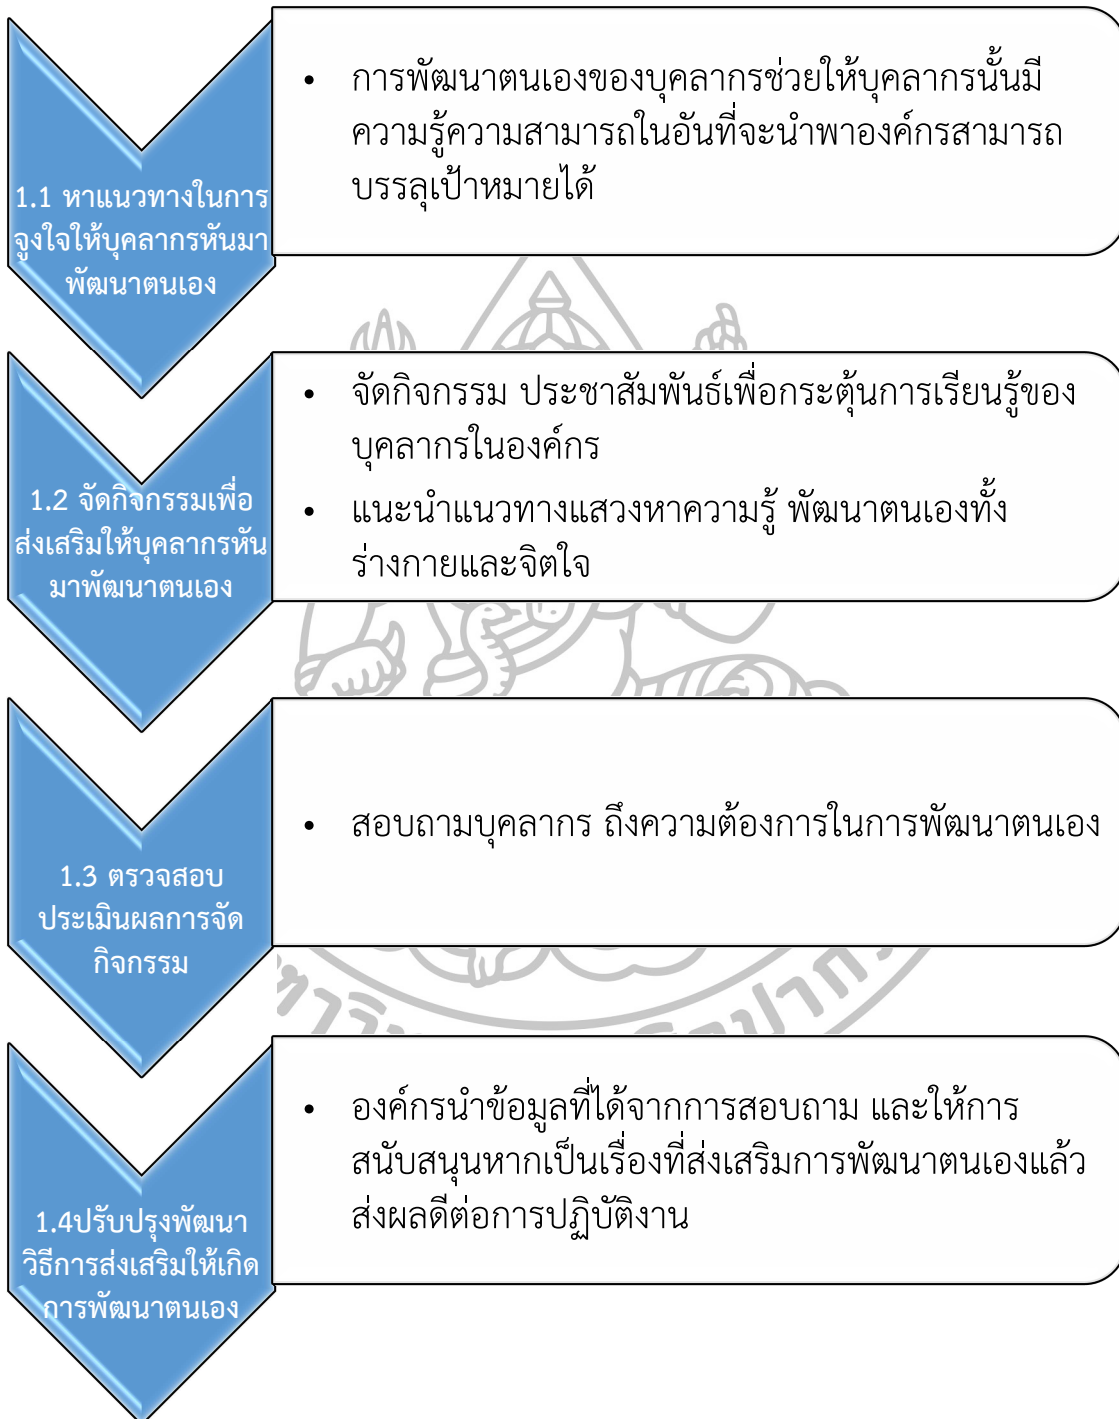 1.1 หาแนวทางในการ
จูงใจให้บุคลากรหันมา
พัฒนาตนเอง
• การพัฒนาตนเองของบุคลากรช่วยให้บุคลากรนั้นมี
ความรู้ความสามารถในอันที่จะนำพาองค์กรสามารถ
บรรลุเป้าหมายได้
1.2 จัดกิจกรรมเพื่อ
ส่งเสริมให้บุคลากรหัน
มาพัฒนาตนเอง
• จัดกิจกรรม ประชาสัมพันธ์เพื่อกระตุ้นการเรียนรู้ของ
บุคลากรในองค์กร
• แนะนำแนวทางแสวงหาความรู้ พัฒนาตนเองทั้ง
ร่างกายและจิตใจ
1.3 ตรวจสอบ
ประเมินผลการจัด
กิจกรรม
• สอบถามบุคลากร ถึงความต้องการในการพัฒนาตนเอง
1.4ปรับปรุงพัฒนา
วิธีการส่งเสริมให้เกิด
การพัฒนาตนเอง
• องค์กรนำข้อมูลที่ได้จากการสอบถาม และให้การ
สนับสนุนหากเป็นเรื่องที่ส่งเสริมการพัฒนาตนเองแล้ว
ส่งผลดีต่อการปฏิบัติงาน